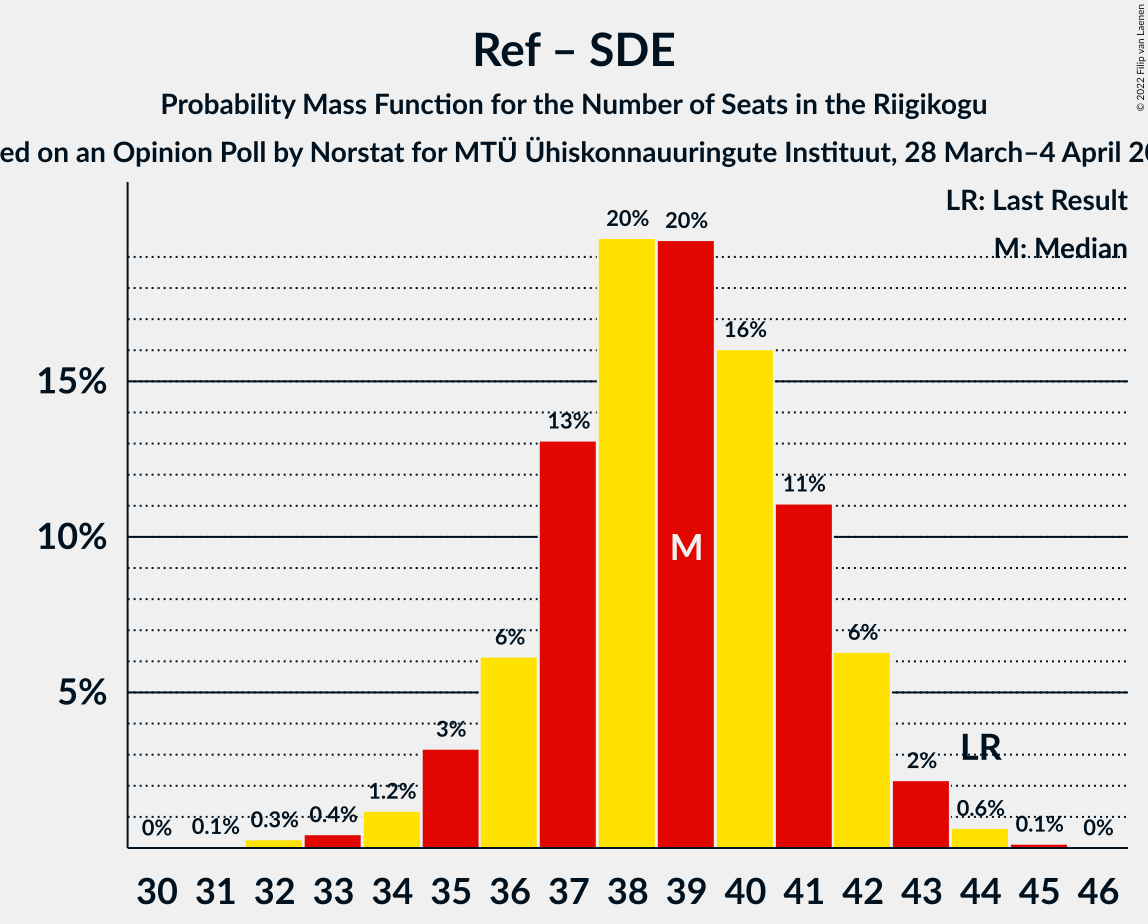 Ref – SDE
Probability Mass Function for the Number of Seats in the Riigikogu
ed on an Opinion Poll by Norstat for MTÜ Ühiskonnauuringute Instituut, 28 March–4 April 20
© 2022 Filip van Laenen
LR: Last Result
M: Median
20% 20%
16%
15%
13%
11%
10%
M
6% 6%
5%
3%
LR
2%
1.2%
0% 0.1% 0.3% 0.4% 0.6% 0.1% 0%
30 31 32 33 34 35 36 37 38 39 40 41 42 43 44 45 46